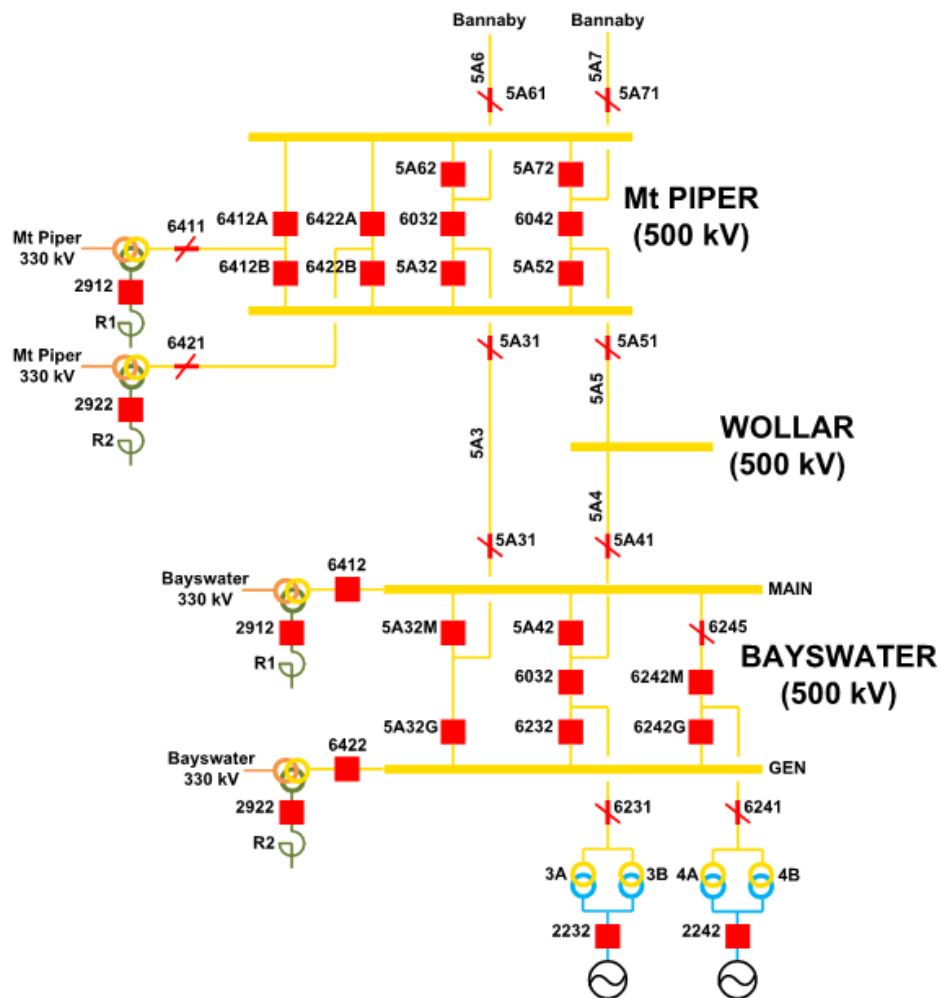 Bannaby
Bannaby
5A6
5A7
5A61
5A71
5A62
5A72
Mt PIPER
(500 kV)
6412A
6422A
6032
6042
6411
Mt Piper
330 kV
6412B
6422B
5A32
5A52
2912
R1
6421
Mt Piper
330 kV
5A31
5A51
5A5
2922
R2
5A3
WOLLAR
(500 kV)
5A4
5A31
5A41
6412
Bayswater
330 kV
MAIN
2912
5A32M
5A42
6245
BAYSWATER
(500 kV)
R1
6032
6242M
5A32G
6232
6242G
6422
Bayswater
330 kV
GEN
2922
6231
6241
R2
3A
3B
4A
4B
2232
2242